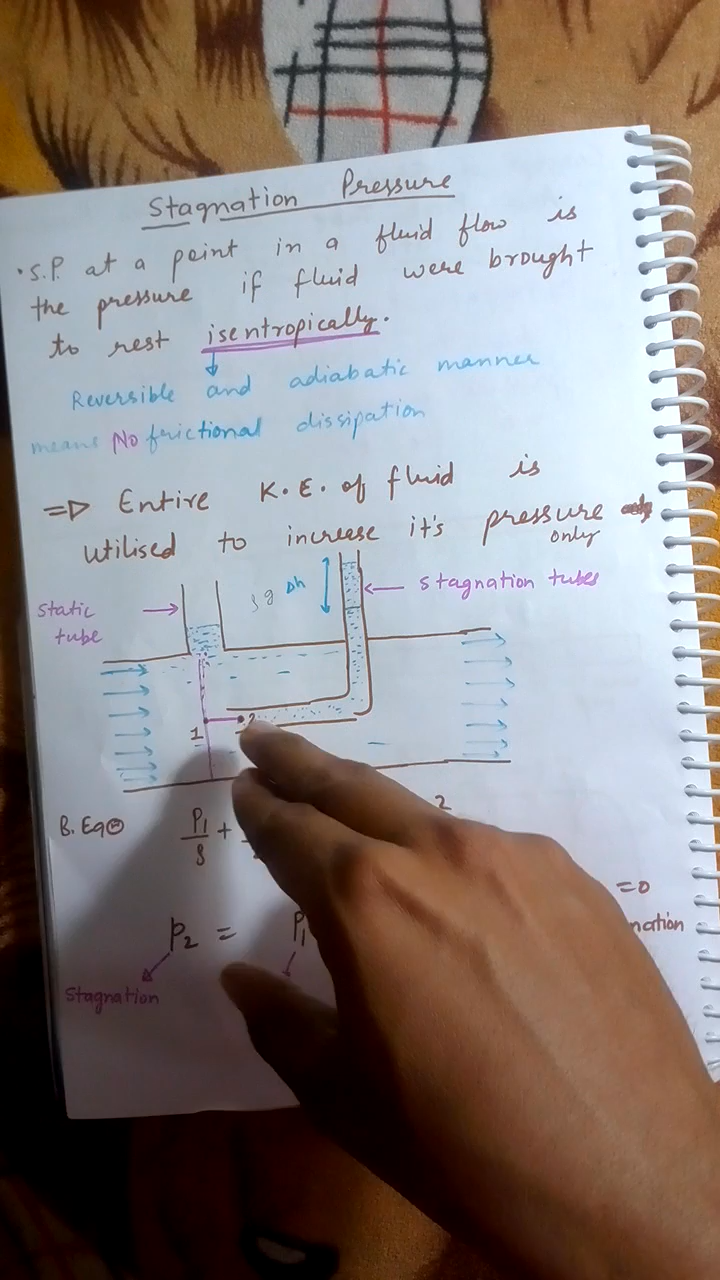 Stagnation Pressure
• S.P. at a point in a fluid flow is
the pressure if fluid were brought
to rest isentropically.
Reversible and adiabatic manner
means No frictional dissipation
=> Entire K.E. of fluid is
utilised to increase it's pressure
only
Static
tube
ρg Δh
stagnation tubes
1
2
B. Eqn
P1/ρ +
2
=0
P2 = P1
nation
Stagnation